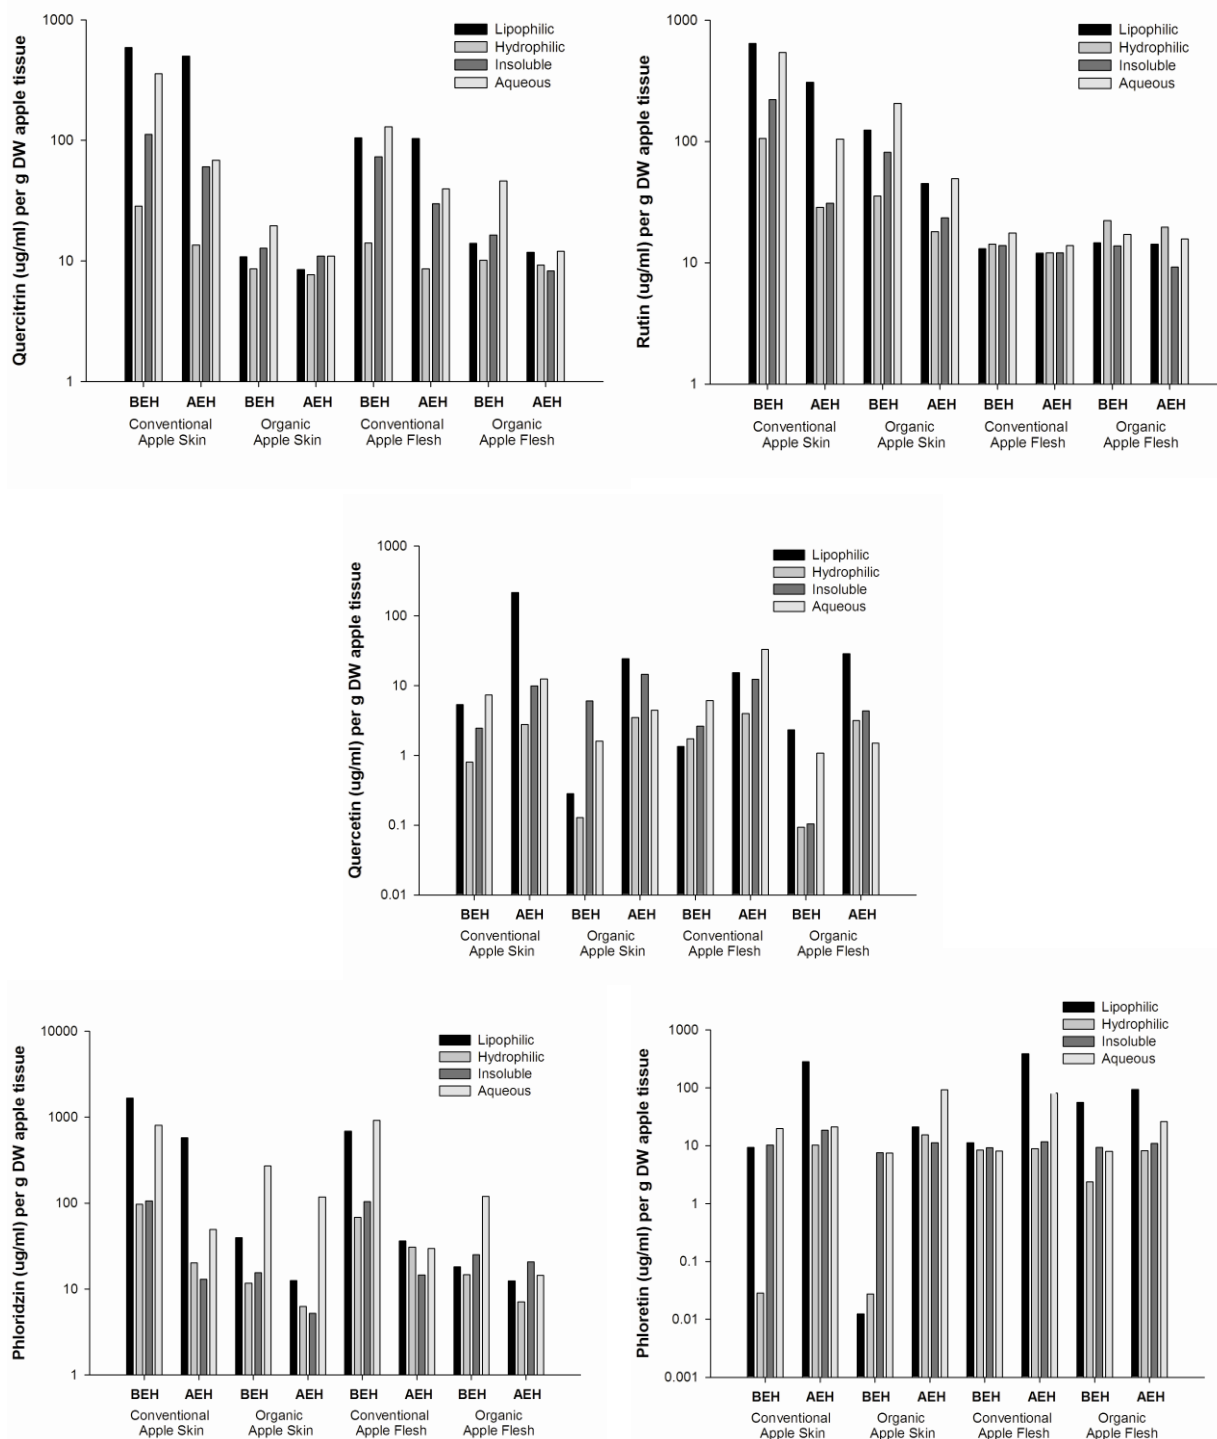 Quercitrin (ug/ml) per g DW apple tissue
1000
100
10
1
Lipophilic
Hydrophilic
Insoluble
Aqueous
BEH AEH BEH AEH BEH AEH BEH AEH
Conventional Organic Conventional Organic
Apple Skin Apple Skin Apple Flesh Apple Flesh
Rutin (ug/ml) per g DW apple tissue
1000
100
10
1
Lipophilic
Hydrophilic
Insoluble
Aqueous
BEH AEH BEH AEH BEH AEH BEH AEH
Conventional Organic Conventional Organic
Apple Skin Apple Skin Apple Flesh Apple Flesh
Quercetin (ug/ml) per g DW apple tissue
1000
100
10
1
0.1
0.01
Lipophilic
Hydrophilic
Insoluble
Aqueous
BEH AEH BEH AEH BEH AEH BEH AEH
Conventional Organic Conventional Organic
Apple Skin Apple Skin Apple Flesh Apple Flesh
Phloridzin (ug/ml) per g DW apple tissue
10000
1000
100
10
1
Lipophilic
Hydrophilic
Insoluble
Aqueous
BEH AEH BEH AEH BEH AEH BEH AEH
Conventional Organic Conventional Organic
Apple Skin Apple Skin Apple Flesh Apple Flesh
Phloretin (ug/ml) per g DW apple tissue
1000
100
10
1
0.1
0.01
0.001
Lipophilic
Hydrophilic
Insoluble
Aqueous
BEH AEH BEH AEH BEH AEH BEH AEH
Conventional Organic Conventional Organic
Apple Skin Apple Skin Apple Flesh Apple Flesh